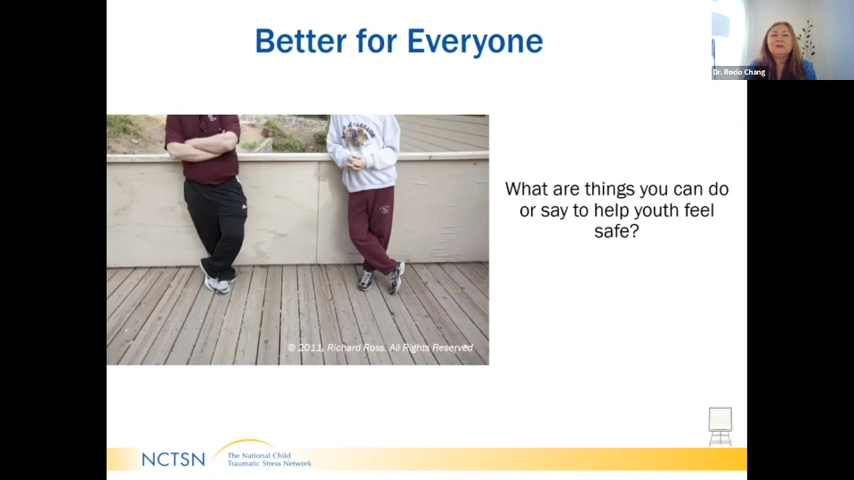 Better for Everyone
Dr. Rocio Chang
What are things you can do
or say to help youth feel
safe?
© 2011, Richard Ross. All Rights Reserved
NCTSN
The National Child
Traumatic Stress Network